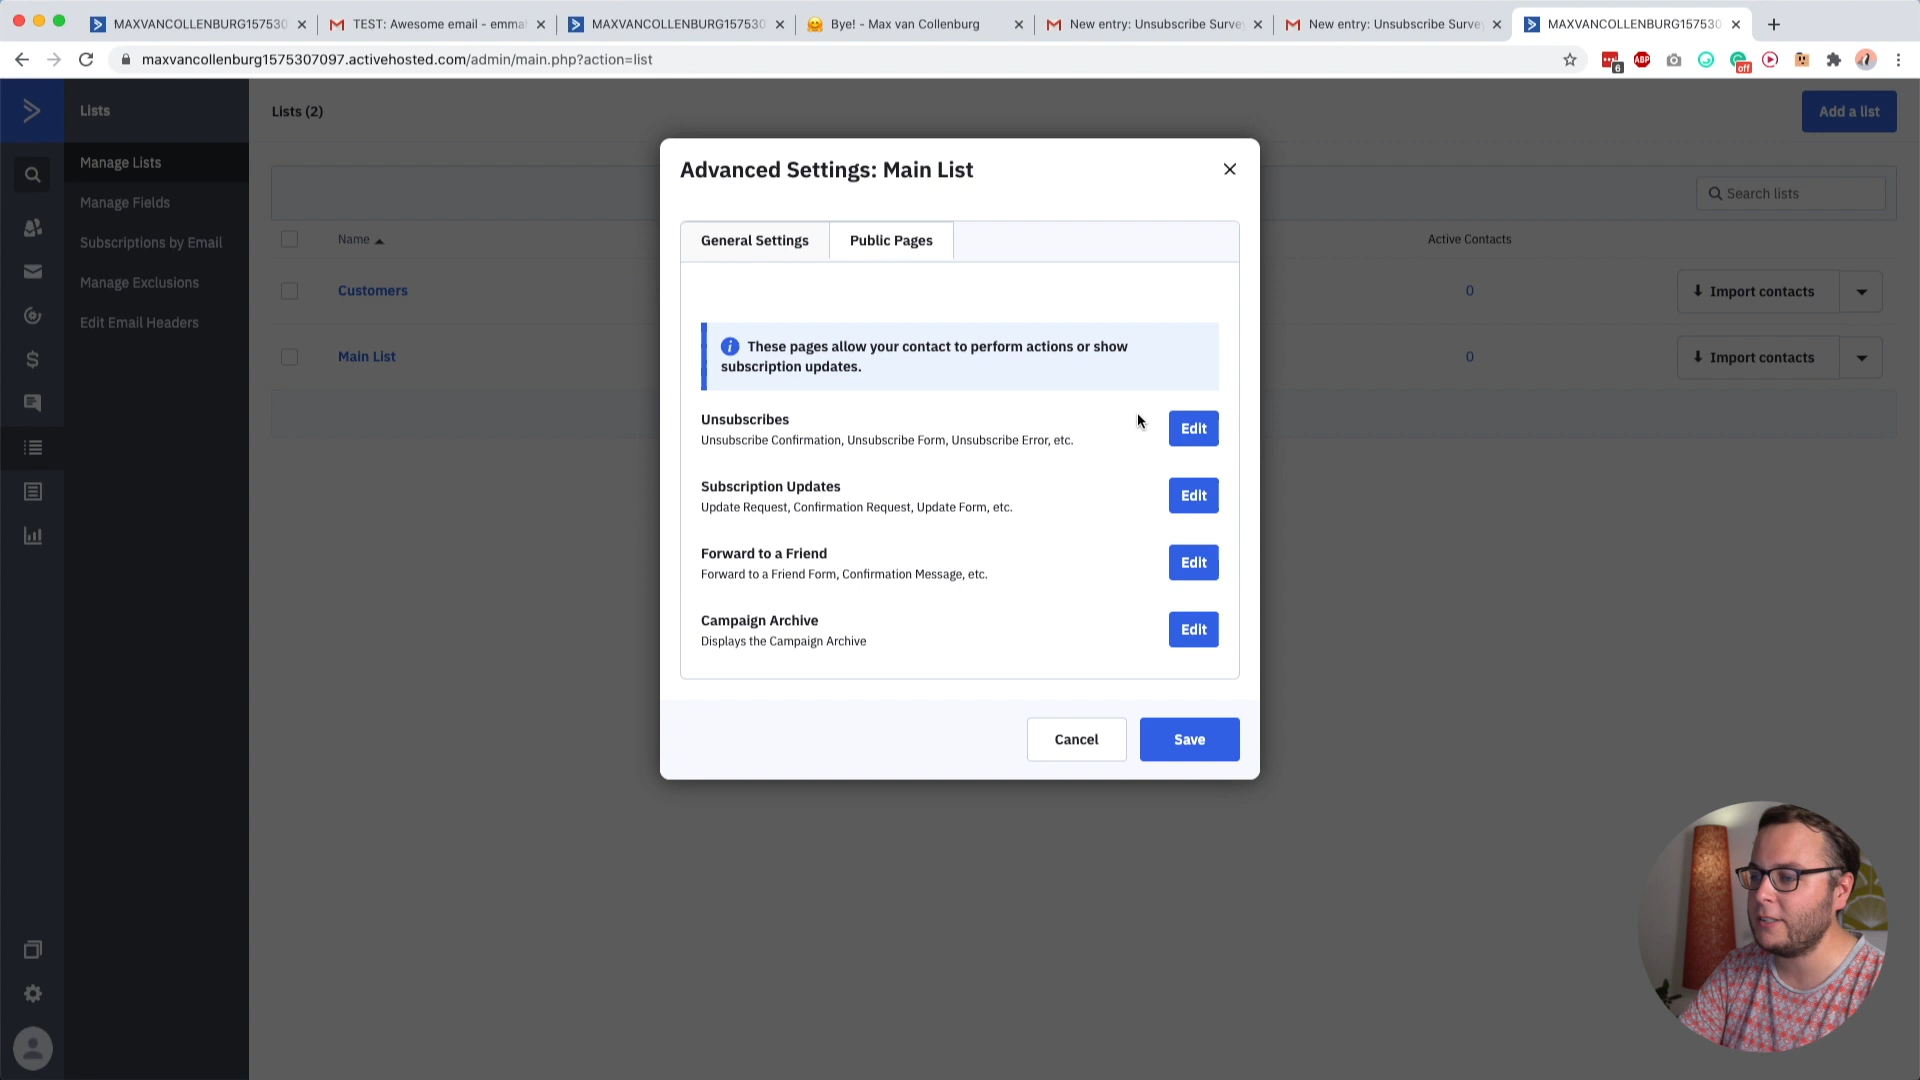 MAXVANCOLLENBURG157530
TEST: Awesome email - emma
MAXVANCOLLENBURG157530
Bye! - Max van Collenburg
New entry: Unsubscribe Surve
New entry: Unsubscribe Surve
MAXVANCOLLENBURG157530
maxvancollenburg1575307097.activehosted.com/admin/main.php?action=list
6
ABP
off
Lists
Lists (2)
Add a list
Manage Lists
Manage Fields
Subscriptions by Email
Manage Exclusions
Edit Email Headers
Search lists
Name
Active Contacts
Customers
0
Import contacts
Main List
0
Import contacts
Advanced Settings: Main List
General Settings
Public Pages
These pages allow your contact to perform actions or show
subscription updates.
Unsubscribes
Unsubscribe Confirmation, Unsubscribe Form, Unsubscribe Error, etc.
Edit
Subscription Updates
Update Request, Confirmation Request, Update Form, etc.
Edit
Forward to a Friend
Forward to a Friend Form, Confirmation Message, etc.
Edit
Campaign Archive
Displays the Campaign Archive
Edit
Cancel
Save